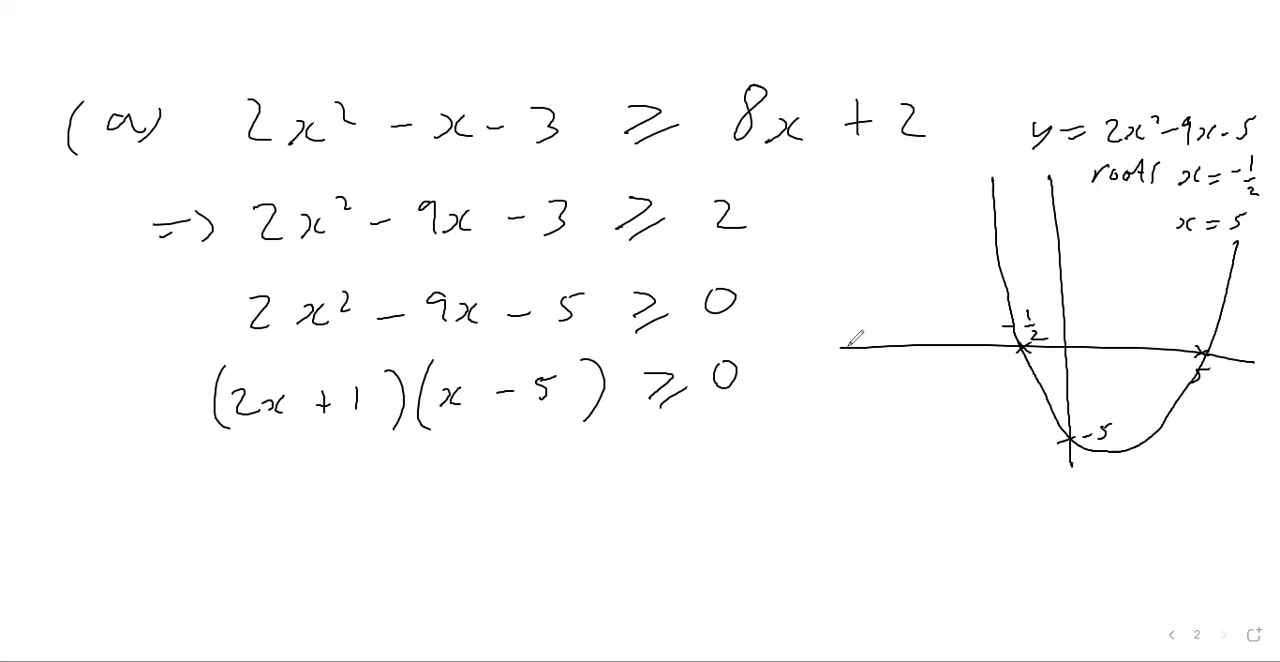 (a) 2x² - x - 3 ≥ 8x + 2
⇒ 2x² - 9x - 3 ≥ 2
2x² - 9x - 5 ≥ 0
(2x + 1)(x - 5) ≥ 0
y = 2x² - 9x - 5
roots x = -1/2
x = 5
-1/2
5
-5
2